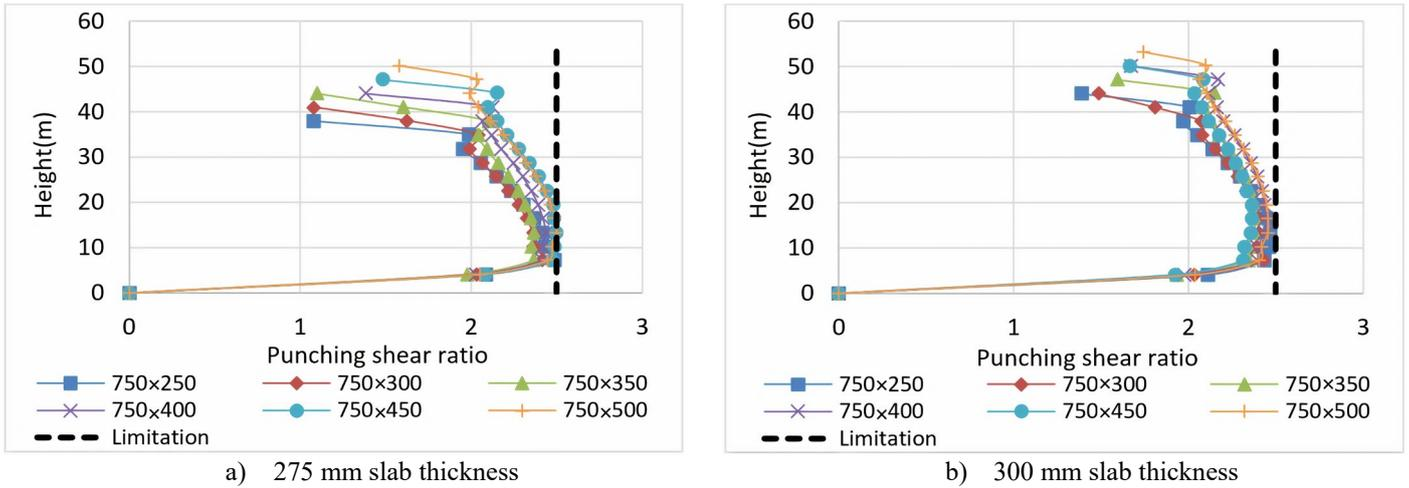 60
50
40
30
20
10
0
Height(m)
0 1 2 3
Punching shear ratio
750×250 750×300 750×350
750×400 750×450 750×500
Limitation
a) 275 mm slab thickness
60
50
40
30
20
10
0
Height(m)
0 1 2 3
Punching shear ratio
750×250 750×300 750×350
750×400 750×450 750×500
Limitation
b) 300 mm slab thickness